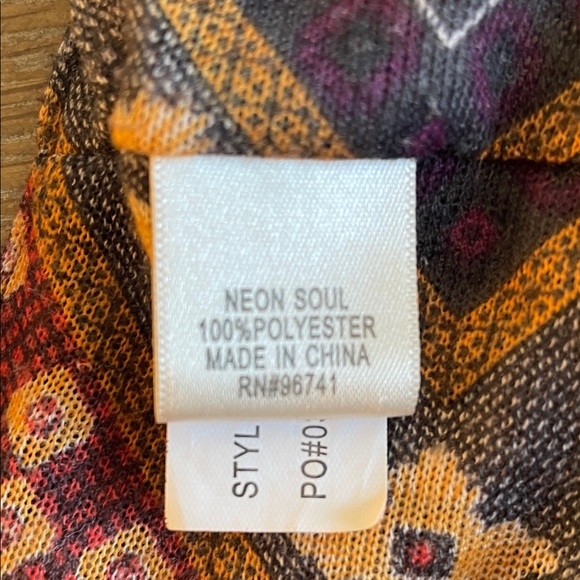 NEON SOUL
100%POLYESTER
MADE IN CHINA
RN#96741
STYL
PO#0